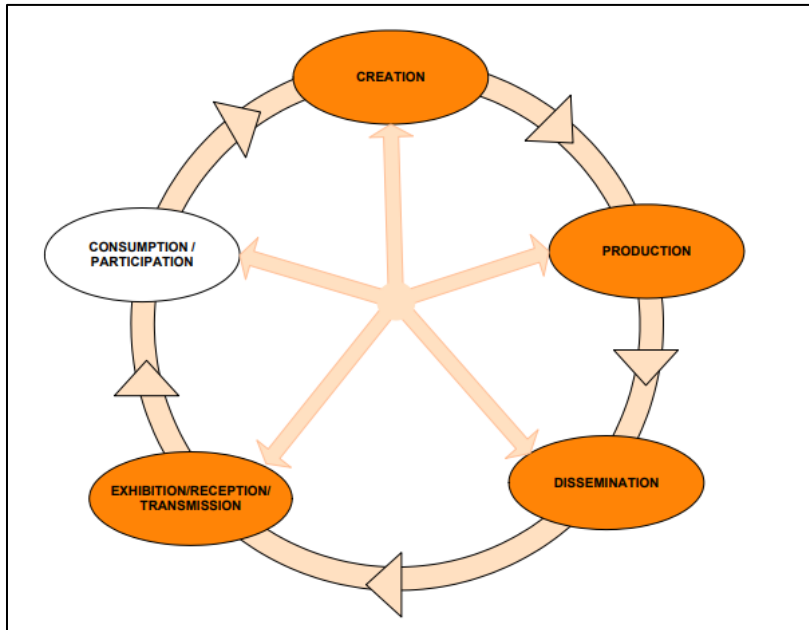 CREATION
PRODUCTION
DISSEMINATION
EXHIBITION/RECEPTION/
TRANSMISSION
CONSUMPTION /
PARTICIPATION